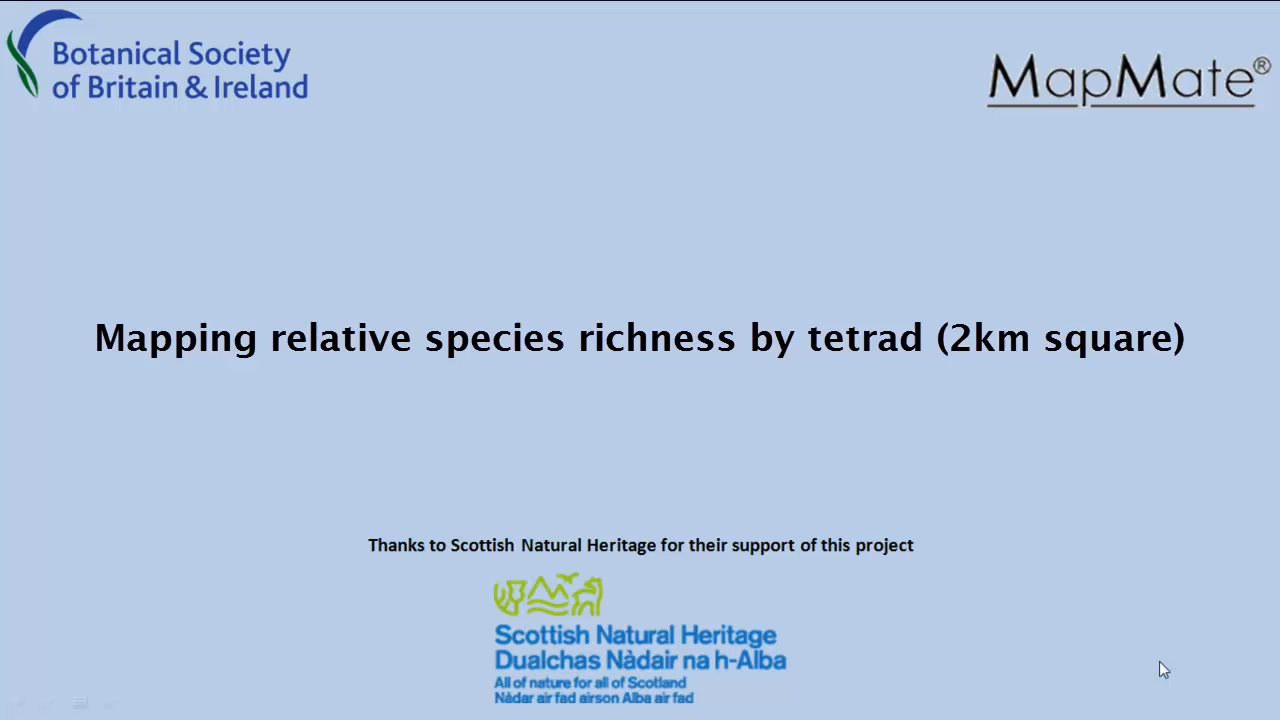 Botanical Society
of Britain & Ireland
MapMate®
Mapping relative species richness by tetrad (2km square)
Thanks to Scottish Natural Heritage for their support of this project
Scottish Natural Heritage
Dualchas Nàdair na h-Alba
All of nature for all of Scotland
Nàdar air fad airson Alba air fad